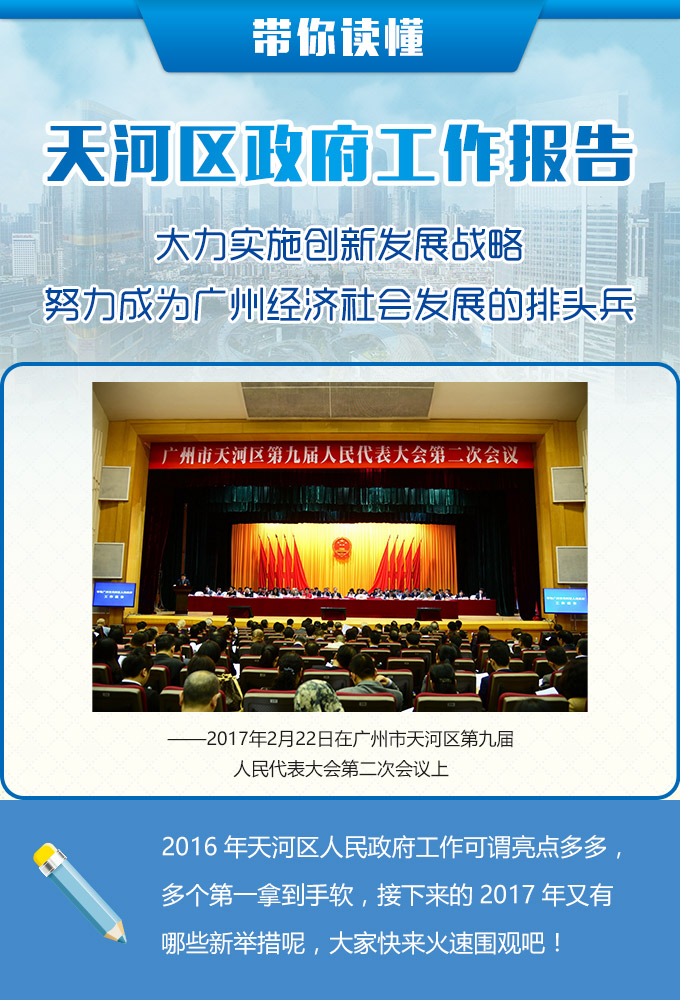 带你读懂
天河区政府工作报告
大力实施创新发展战略
努力成为广州经济社会发展的排头兵
广州市天河区第九届人民代表大会第二次会议
——2017年2月22日在广州市天河区第九届
人民代表大会第二次会议上
2016 年天河区人民政府工作可谓亮点多多，
多个第一拿到手软，接下来的 2017 年又有
哪些新举措呢，大家快来火速围观吧！